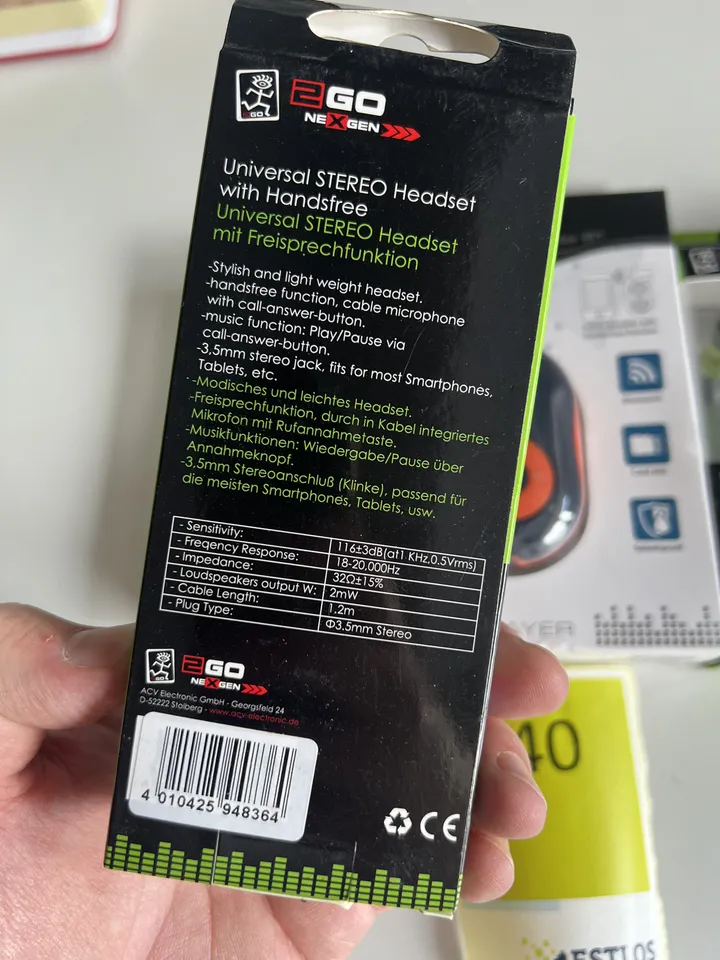 2GO
2GO
NEXGEN
Universal STEREO Headset
with Handsfree
Universal STEREO Headset
mit Freisprechfunktion
-Stylish and light weight headset.
-handsfree function, cable microphone
with call-answer-button.
-music function: Play/Pause via
call-answer-button.
-3,5mm stereo jack, fits for most Smartphones,
Tablets, etc.
-Modisches und leichtes Headset.
-Freisprechfunktion, durch in Kabel integriertes
Mikrofon mit Rufannahmetaste.
-Musikfunktionen: Wiedergabe/Pause über
Annahmeknopf.
-3,5mm Stereoanschluß (Klinke), passend für
die meisten Smartphones, Tablets, usw.
- Sensitivity: 116±3dB(at1 KHz,0.5Vrms)
- Freqency Response: 18-20,000Hz
- Impedance: 32Ω±15%
- Loudspeakers output W: 2mW
- Cable Length: 1.2m
- Plug Type: Φ3.5mm Stereo
2GO
NEXGEN
ACV Electronic GmbH - Georgsfeld 24
D-52222 Stolberg - www.acv-electronic.de
4 010425 948364
CE
AYER
40
ESTLOS